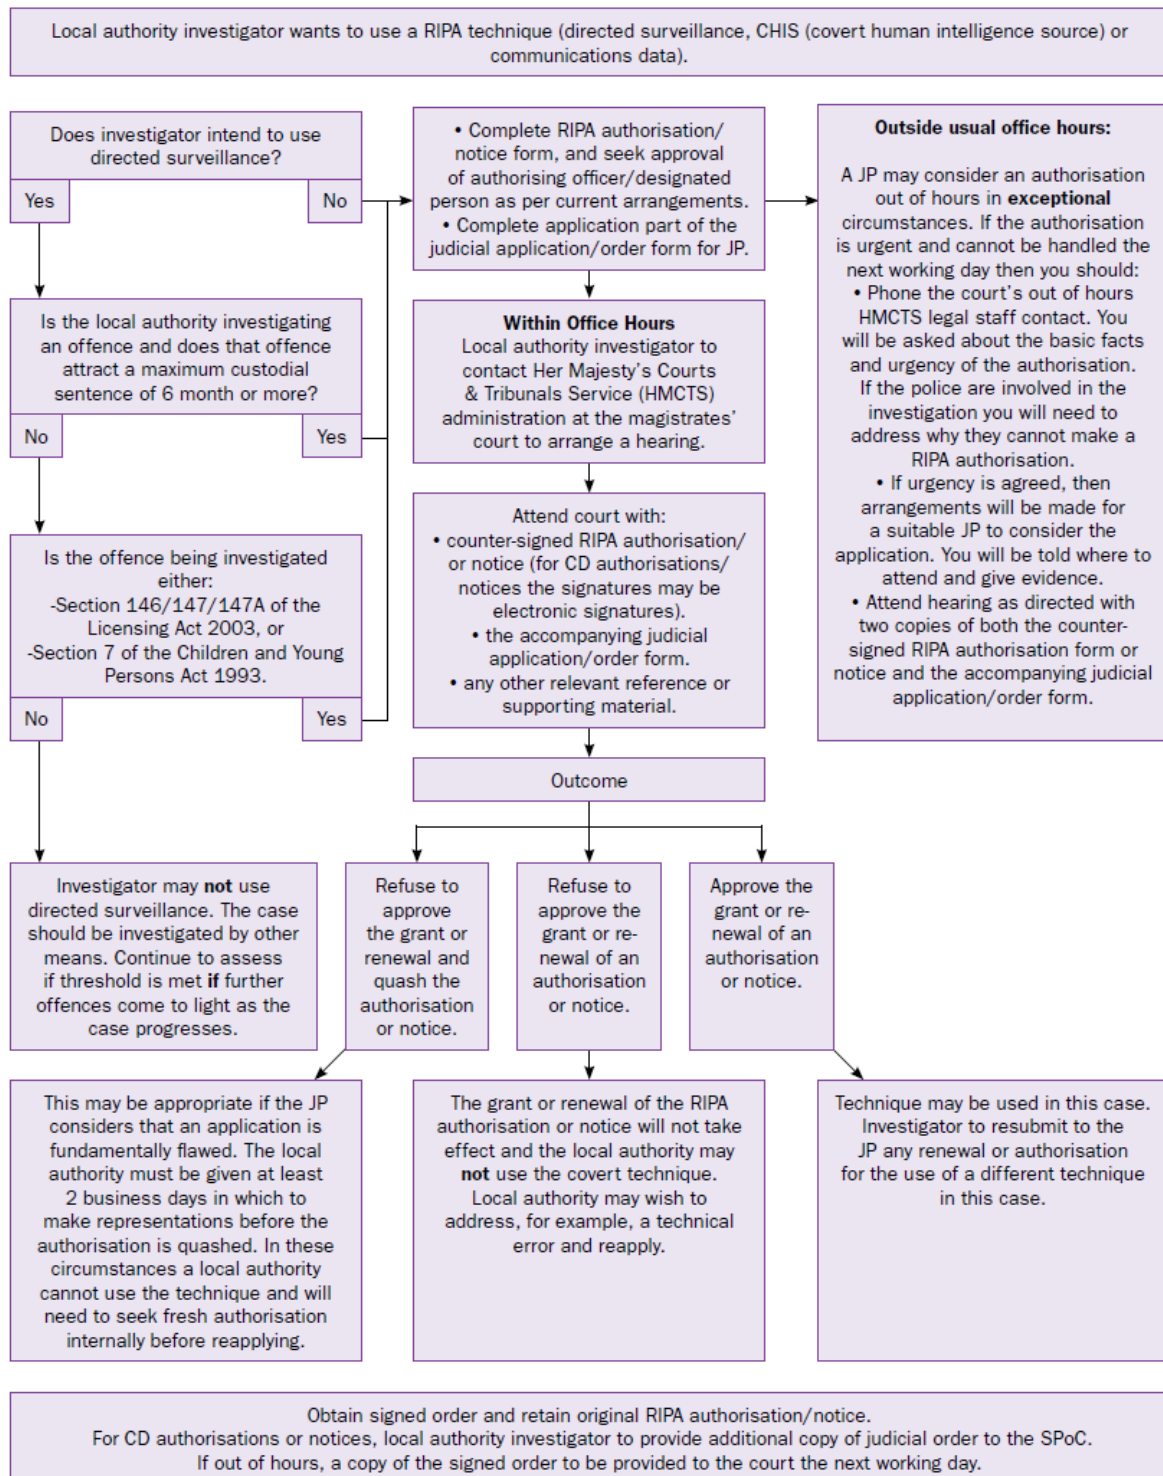 Local authority investigator wants to use a RIPA technique (directed surveillance, CHIS (covert human intelligence source) or
communications data).
Does investigator intend to use
directed surveillance?
Yes
No
Is the local authority investigating
an offence and does that offence
attract a maximum custodial
sentence of 6 month or more?
No
Yes
Is the offence being investigated
either:
-Section 146/147/147A of the
Licensing Act 2003, or
-Section 7 of the Children and Young
Persons Act 1993.
No
Yes
Investigator may not use
directed surveillance. The case
should be investigated by other
means. Continue to assess
if threshold is met if further
offences come to light as the
case progresses.
• Complete RIPA authorisation/
notice form, and seek approval
of authorising officer/designated
person as per current arrangements.
• Complete application part of the
judicial application/order form for JP.
Within Office Hours
Local authority investigator to
contact Her Majesty's Courts
& Tribunals Service (HMCTS)
administration at the magistrates'
court to arrange a hearing.
Attend court with:
• counter-signed RIPA authorisation/
or notice (for CD authorisations/
notices the signatures may be
electronic signatures).
• the accompanying judicial
application/order form.
• any other relevant reference or
supporting material.
Outside usual office hours:
A JP may consider an authorisation
out of hours in exceptional
circumstances. If the authorisation
is urgent and cannot be handled the
next working day then you should:
• Phone the court's out of hours
HMCTS legal staff contact. You
will be asked about the basic facts
and urgency of the authorisation.
If the police are involved in the
investigation you will need to
address why they cannot make a
RIPA authorisation.
• If urgency is agreed, then
arrangements will be made for
a suitable JP to consider the
application. You will be told where to
attend and give evidence.
• Attend hearing as directed with
two copies of both the counter-
signed RIPA authorisation form or
notice and the accompanying judicial
application/order form.
Outcome
Refuse to
approve
the grant or
renewal and
quash the
authorisation
or notice.
Refuse to
approve the
grant or re-
newal of an
authorisation
or notice.
Approve the
grant or re-
newal of an
authorisation
or notice.
This may be appropriate if the JP
considers that an application is
fundamentally flawed. The local
authority must be given at least
2 business days in which to
make representations before the
authorisation is quashed. In these
circumstances a local authority
cannot use the technique and will
need to seek fresh authorisation
internally before reapplying.
The grant or renewal of the RIPA
authorisation or notice will not take
effect and the local authority may
not use the covert technique.
Local authority may wish to
address, for example, a technical
error and reapply.
Technique may be used in this case.
Investigator to resubmit to the
JP any renewal or authorisation
for the use of a different technique
in this case.
Obtain signed order and retain original RIPA authorisation/notice.
For CD authorisations or notices, local authority investigator to provide additional copy of judicial order to the SPoC.
If out of hours, a copy of the signed order to be provided to the court the next working day.